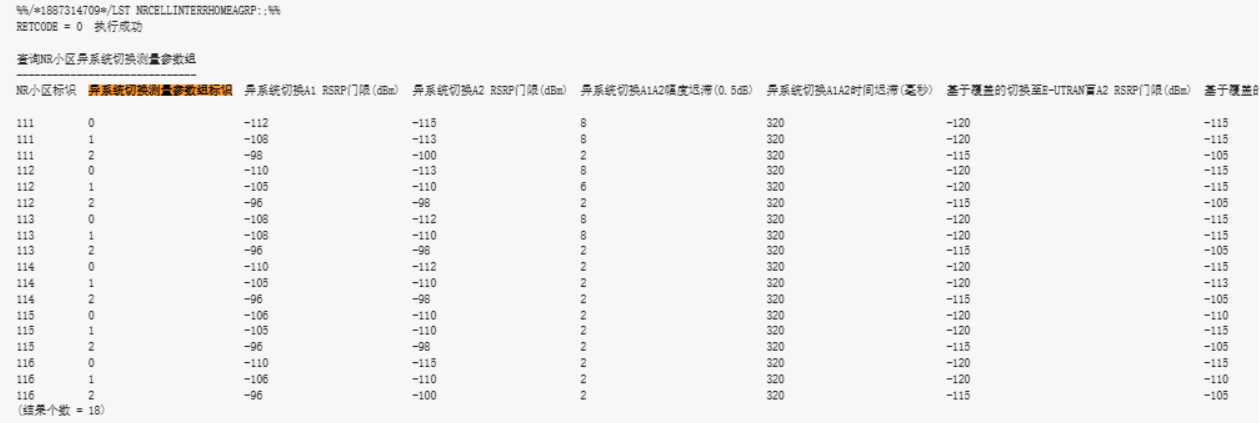 %%/*1887314709*/LST NRCELLINTERRHOMEAGRP:;%%
RETCODE = 0  执行成功
查询NR小区异系统切换测量参数组
------------------------------
NR小区标识  异系统切换测量参数组标识  异系统切换A1 RSRP门限(dBm)  异系统切换A2 RSRP门限(dBm)  异系统切换A1A2幅度迟滞(0.5dB)  异系统切换A1A2时间迟滞(毫秒)  基于覆盖的切换至E-UTRAN盲A2 RSRP门限(dBm)  基于覆盖
111  0  -112  -115  8  320  -120  -115
111  1  -108  -113  8  320  -120  -115
111  2  -98  -100  2  320  -115  -105
112  0  -110  -113  8  320  -120  -115
112  1  -105  -110  6  320  -120  -115
112  2  -96  -98  2  320  -115  -105
113  0  -108  -112  8  320  -120  -115
113  1  -108  -110  8  320  -120  -115
113  2  -96  -98  2  320  -115  -105
114  0  -110  -112  2  320  -120  -115
114  1  -105  -110  2  320  -120  -113
114  2  -96  -98  2  320  -115  -105
115  0  -106  -110  2  320  -120  -110
115  1  -105  -110  2  320  -120  -115
115  2  -96  -98  2  320  -115  -105
116  0  -110  -115  2  320  -120  -115
116  1  -106  -110  2  320  -120  -110
116  2  -96  -100  2  320  -115  -105
(结果个数 = 18)